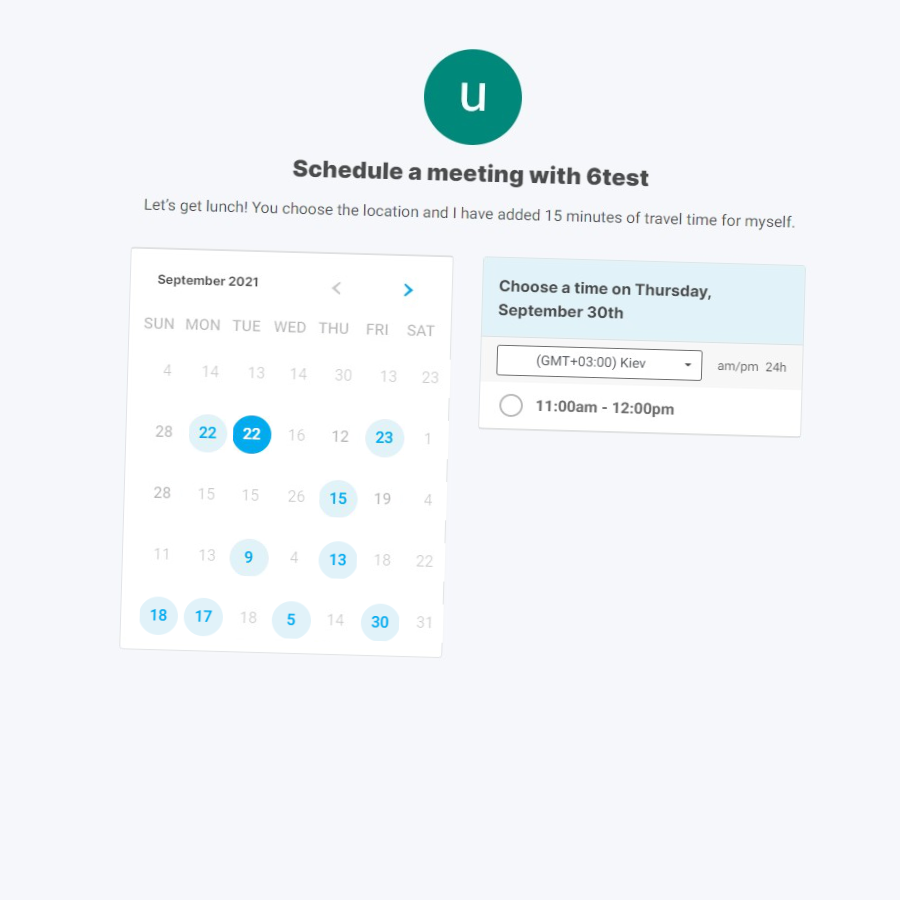 u
Schedule a meeting with 6test
Let's get lunch! You choose the location and I have added 15 minutes of travel time for myself.
September 2021
SUN MON TUE WED THU FRI SAT
4 14 13 14 30 13 23
28 22 22 16 12 23 1
28 15 15 26 15 19 4
11 13 9 4 13 18 22
18 17 18 5 14 30 31
Choose a time on Thursday,
September 30th
(GMT+03:00) Kiev am/pm 24h
11:00am - 12:00pm